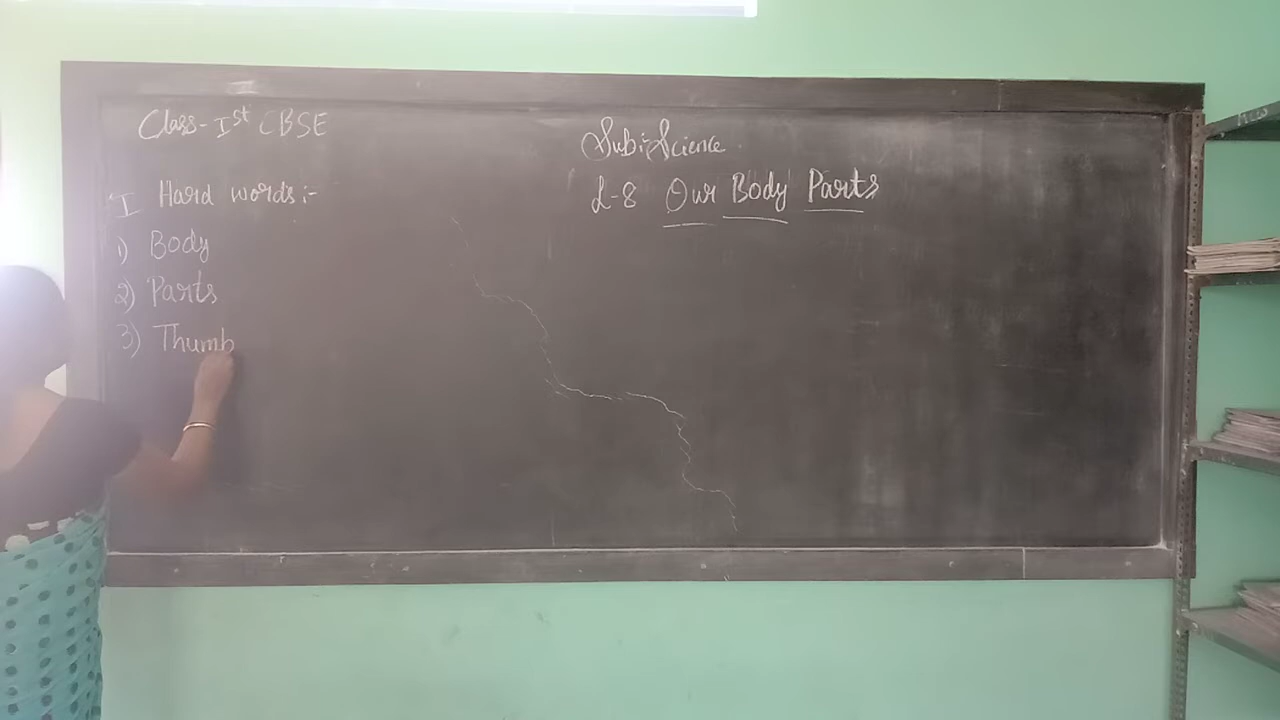 Class-Ist CBSE
Sub:-Science
L-8 Our Body Parts
I Hard words:-
1) Body
2) Parts
3) Thumb